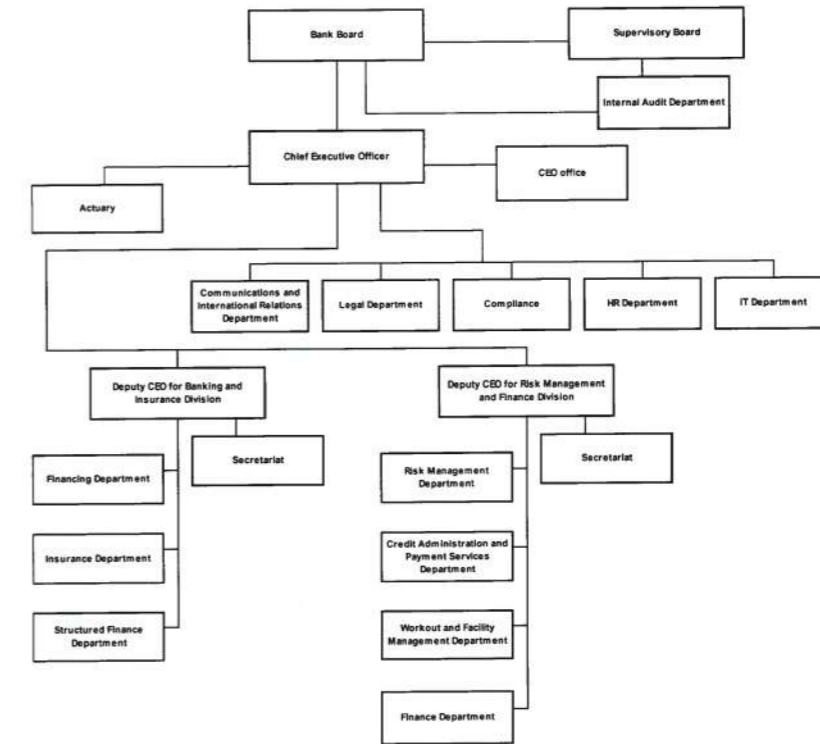 Bank Board
Supervisory Board
Internal Audit Department
Chief Executive Officer
CEO office
Actuary
Communications and
International Relations
Department
Legal Department
Compliance
HR Department
IT Department
Deputy CEO for Banking and
Insurance Division
Deputy CEO for Risk Management
and Finance Division
Secretariat
Secretariat
Financing Department
Risk Management
Department
Insurance Department
Credit Administration and
Payment Services
Department
Structured Finance
Department
Workout and Facility
Management Department
Finance Department